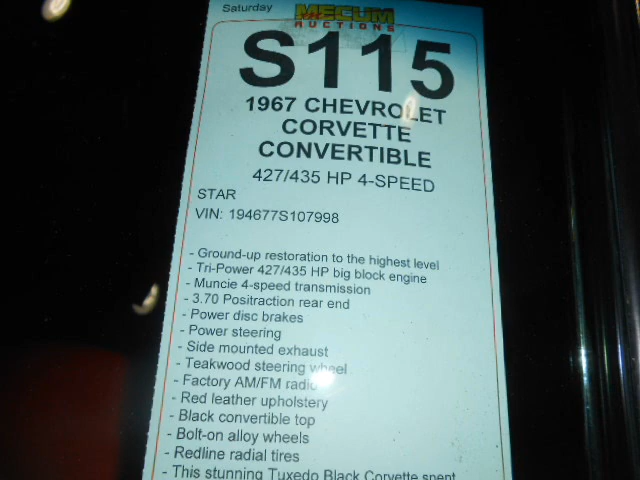 Saturday
MECUM
AUCTIONS
S115
1967 CHEVROLET
CORVETTE
CONVERTIBLE
427/435 HP 4-SPEED
STAR
VIN: 194677S107998
- Ground-up restoration to the highest level
- Tri-Power 427/435 HP big block engine
- Muncie 4-speed transmission
- 3.70 Positraction rear end
- Power disc brakes
- Power steering
- Side mounted exhaust
- Teakwood steering wheel
- Factory AM/FM radio
- Red leather upholstery
- Black convertible top
- Bolt-on alloy wheels
- Redline radial tires
- This stunning Tuxedo Black Corvette spent